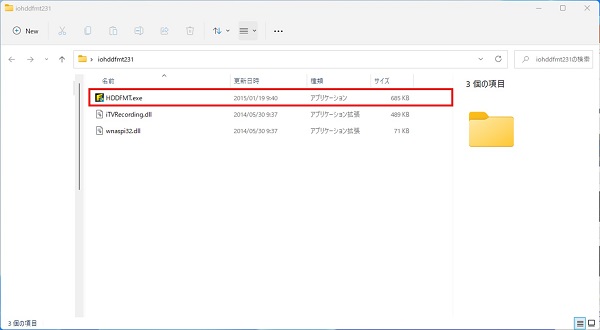 iohddfmt231
New
iohddfmt231
iohddfmt231の検索
名前 更新日時 種類 サイズ
HDDFMT.exe 2015/01/19 9:40 アプリケーション 685 KB
iTVRecording.dll 2014/05/30 9:37 アプリケーション拡張 489 KB
wnaspi32.dll 2014/05/30 9:37 アプリケーション拡張 71 KB
3 個の項目
3 個の項目